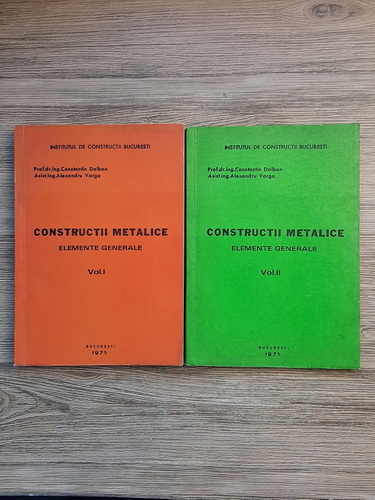 INSTITUTUL DE CONSTRUCTII BUCURESTI
Prof.dr.ing.Constantin Dalban
Asist.ing.Alexandru Varga
CONSTRUCTII METALICE
ELEMENTE GENERALE
Vol.I
BUCURESTI
1975
INSTITUTUL DE CONSTRUCTII BUCURESTI
Prof.dr.ing.Constantin Dalban
Asist.ing.Alexandru Varga
CONSTRUCTII METALICE
ELEMENTE GENERALE
Vol.II
BUCURESTI
1975